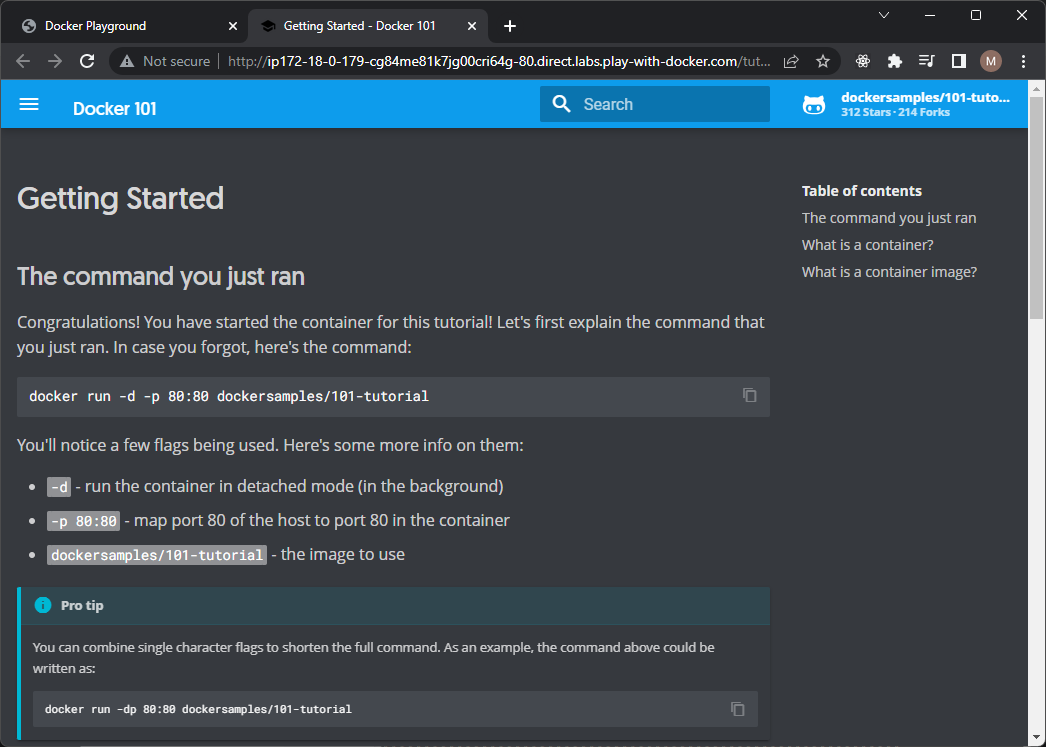 Docker Playground
Getting Started - Docker 101
Not secure
http://ip172-18-0-179-cg84me81k7jg00cri64g-80.direct.labs.play-with-docker.com/tut...
M
Docker 101
Search
dockersamples/101-tuto...
312 Stars · 214 Forks
Getting Started
The command you just ran
Congratulations! You have started the container for this tutorial! Let's first explain the command that
you just ran. In case you forgot, here's the command:
docker run -d -p 80:80 dockersamples/101-tutorial
You'll notice a few flags being used. Here's some more info on them:
• -d - run the container in detached mode (in the background)
• -p 80:80 - map port 80 of the host to port 80 in the container
• dockersamples/101-tutorial - the image to use
Pro tip
You can combine single character flags to shorten the full command. As an example, the command above could be
written as:
docker run -dp 80:80 dockersamples/101-tutorial
Table of contents
The command you just ran
What is a container?
What is a container image?